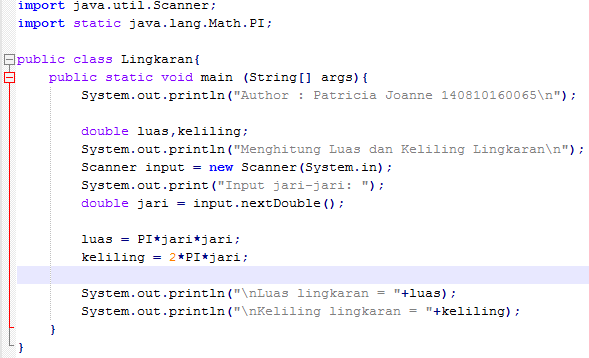 import java.util.Scanner;
import static java.lang.Math.PI;
public class Lingkaran{
public static void main (String[] args){
System.out.println("Author : Patricia Joanne 140810160065\n");
double luas,keliling;
System.out.println("Menghitung Luas dan Keliling Lingkaran\n");
Scanner input = new Scanner(System.in);
System.out.print("Input jari-jari: ");
double jari = input.nextDouble();
luas = PI*jari*jari;
keliling = 2*PI*jari;
System.out.println("\nLuas lingkaran = "+luas);
System.out.println("\nKeliling lingkaran = "+keliling);
}
}